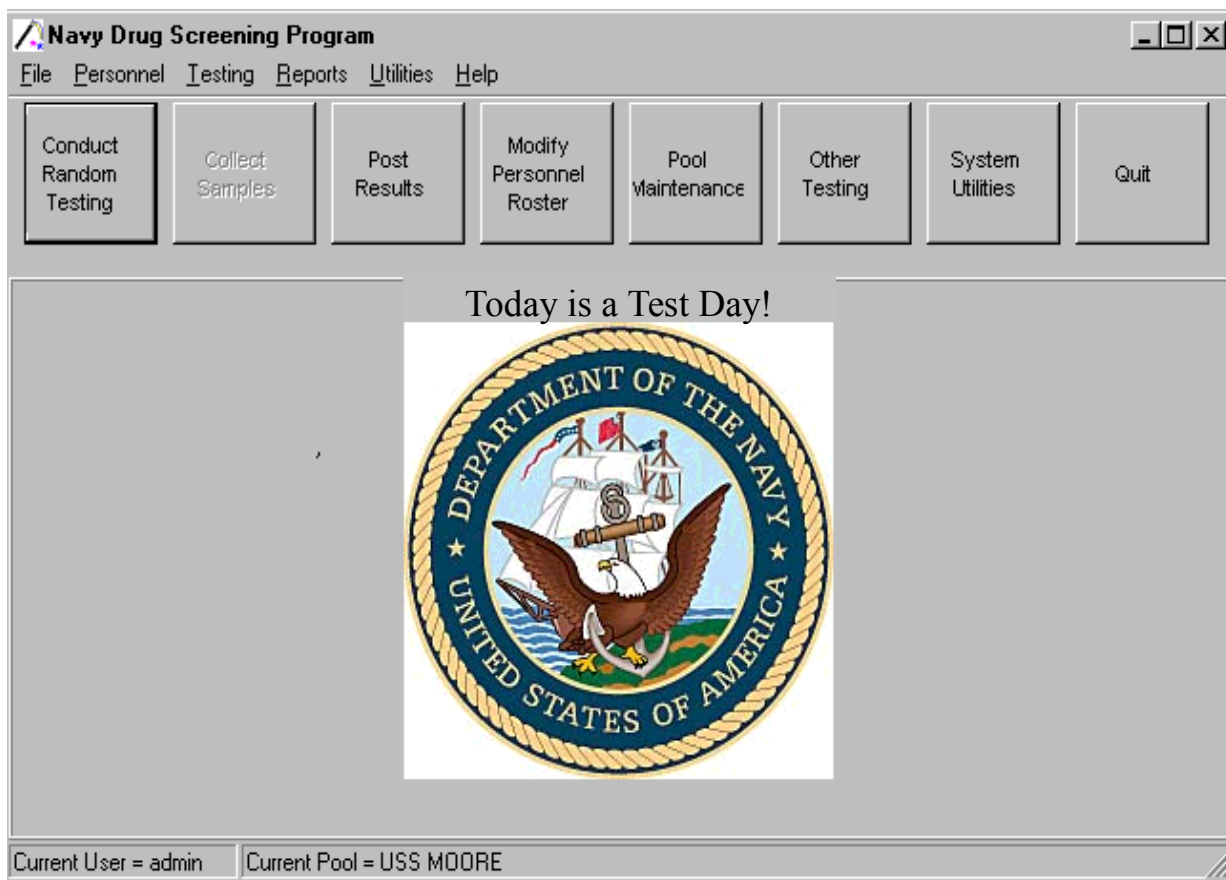 Navy Drug Screening Program
File Personnel Testing Reports Utilities Help
Conduct
Random
Testing
Collect
Samples
Post
Results
Modify
Personnel
Roster
Pool
Maintenance
Other
Testing
System
Utilities
Quit
Today is a Test Day!
DEPARTMENT OF THE NAVY
UNITED STATES OF AMERICA
,
Current User = admin
Current Pool = USS MOORE